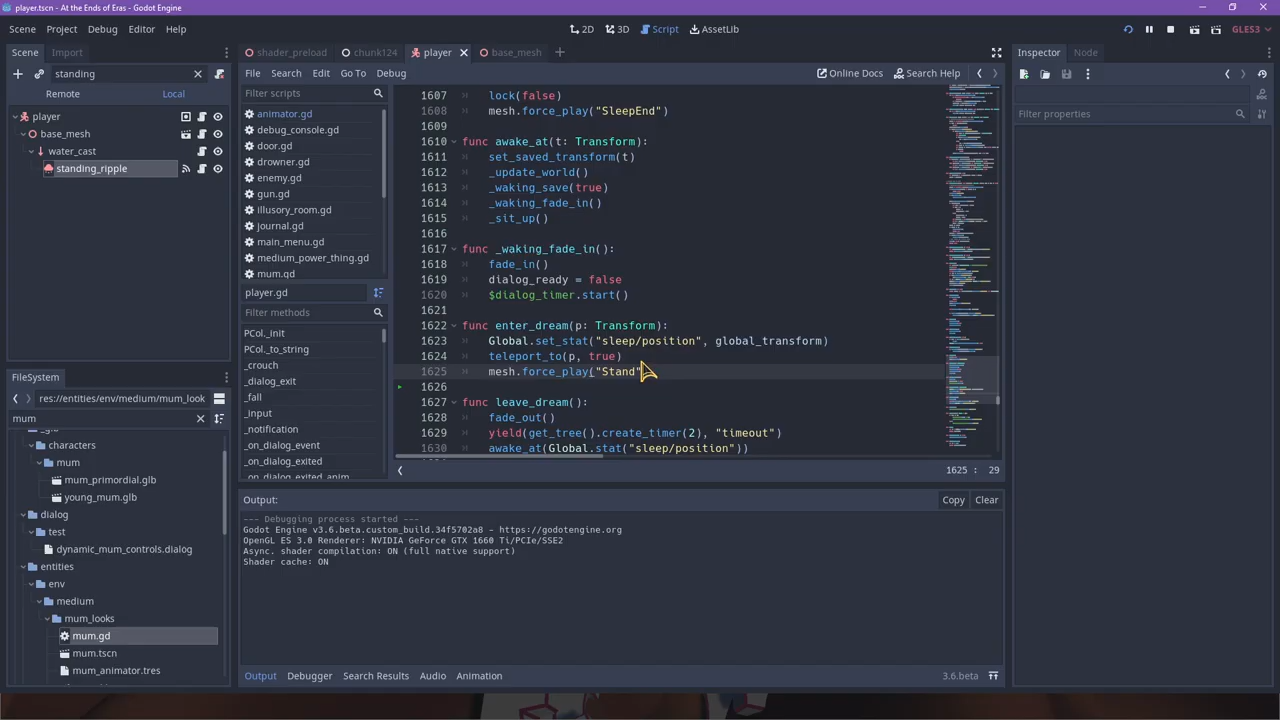 player.tscn - At the Ends of Eras - Godot Engine
Scene Project Debug Editor Help
2D 3D Script AssetLib
GLES3
Scene Import
shader_preload chunk124 player base_mesh
Inspector Node
standing
File Search Edit Go To Debug
Online Docs Search Help
Remote Local
Filter scripts
Filter properties
debug_console.gd
drowner.gd
gun.gd
illusory_room.gd
journal.gd
main_menu.gd
mum.gd
player.gd
Filter methods
PCol._init
PCol._to_string
_caccept
_crouch
_dialog_exit
_exit
_input
_notification
_on_dialog_event
_on_dialog_exited
player
base_mesh
water_cast
standing_ripple
1607 lock(false)
1608 mesh.force_play("SleepEnd")
1609
1610 func awake_at(t: Transform):
1611 set_saved_transform(t)
1612 _update_world()
1613 _waking_save(true)
1614 _waking_fade_in()
1615 _sit_up()
1616
1617 func _waking_fade_in():
1618 fade_in()
1619 dialog_ready = false
1620 $dialog_timer.start()
1621
1622 func enter_dream(p: Transform):
1623 Global.set_stat("sleep/position", global_transform)
1624 teleport_to(p, true)
1625 mesh.force_play("Stand"
1626
1627 func leave_dream():
1628 fade_out()
1629 yield(get_tree().create_timer(2), "timeout")
1630 awake_at(Global.stat("sleep/position"))
1625 : 29
FileSystem
res://entities/env/medium/mum_look
mum
characters
mum
mum_primordial.glb
young_mum.glb
dialog
test
dynamic_mum_controls.dialog
entities
env
medium
mum_looks
mum.gd
mum.tscn
mum_animator.tres
Output:
Copy Clear
--- Debugging process started ---
Godot Engine v3.6.beta.custom_build.34f5702a8 - https://godotengine.org
OpenGL ES 3.0 Renderer: NVIDIA GeForce GTX 1660 Ti/PCIe/SSE2
Async. shader compilation: ON (full native support)
Shader cache: ON
Output Debugger Search Results Audio Animation
3.6.beta